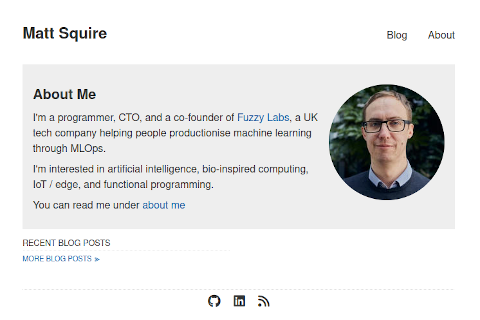 Matt Squire
Blog About
About Me
I'm a programmer, CTO, and a co-founder of Fuzzy Labs, a UK
tech company helping people productionise machine learning
through MLOps.
I'm interested in artificial intelligence, bio-inspired computing,
IoT / edge, and functional programming.
You can read me under about me
RECENT BLOG POSTS
MORE BLOG POSTS »